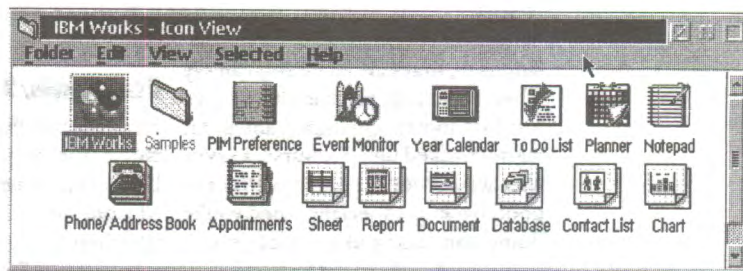 IBM Works - Icon View
Folder Edit View Selected Help
IBM Works Samples PIM Preference Event Monitor Year Calendar To Do List Planner Notepad
Phone/Address Book Appointments Sheet Report Document Database Contact List Chart